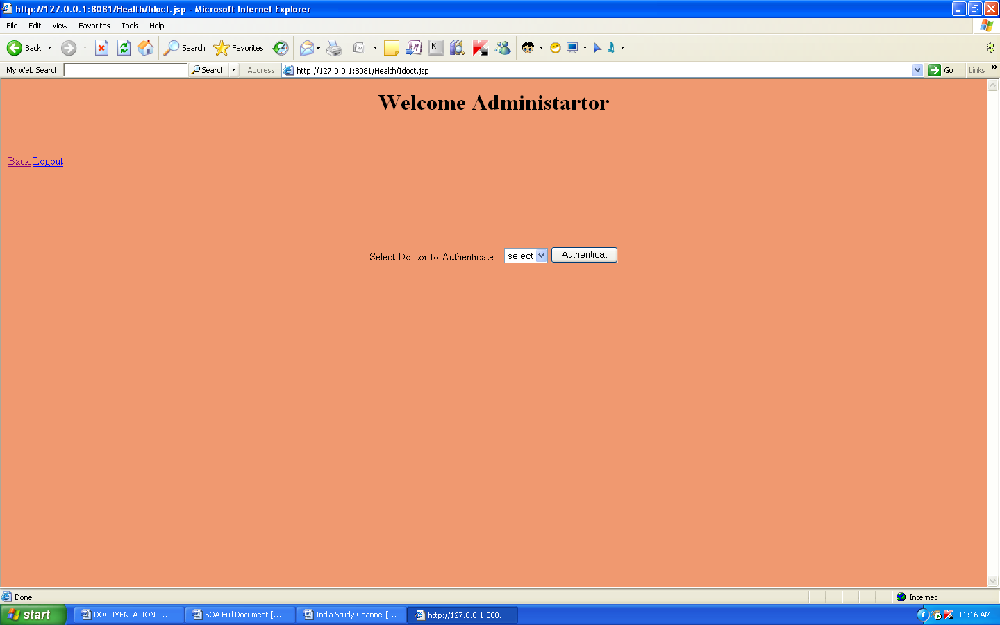 http://127.0.0.1:8081/Health/Idoct.jsp - Microsoft Internet Explorer
File Edit View Favorites Tools Help
Back Search Favorites
My Web Search Search Address http://127.0.0.1:8081/Health/Idoct.jsp Go Links »
Welcome Administartor
Back Logout
Select Doctor to Authenticate: select Authenticat
Done Internet
start DOCUMENTATION - ... SOA Full Document [... India Study Channel [... http://127.0.0.1:808... 11:16 AM